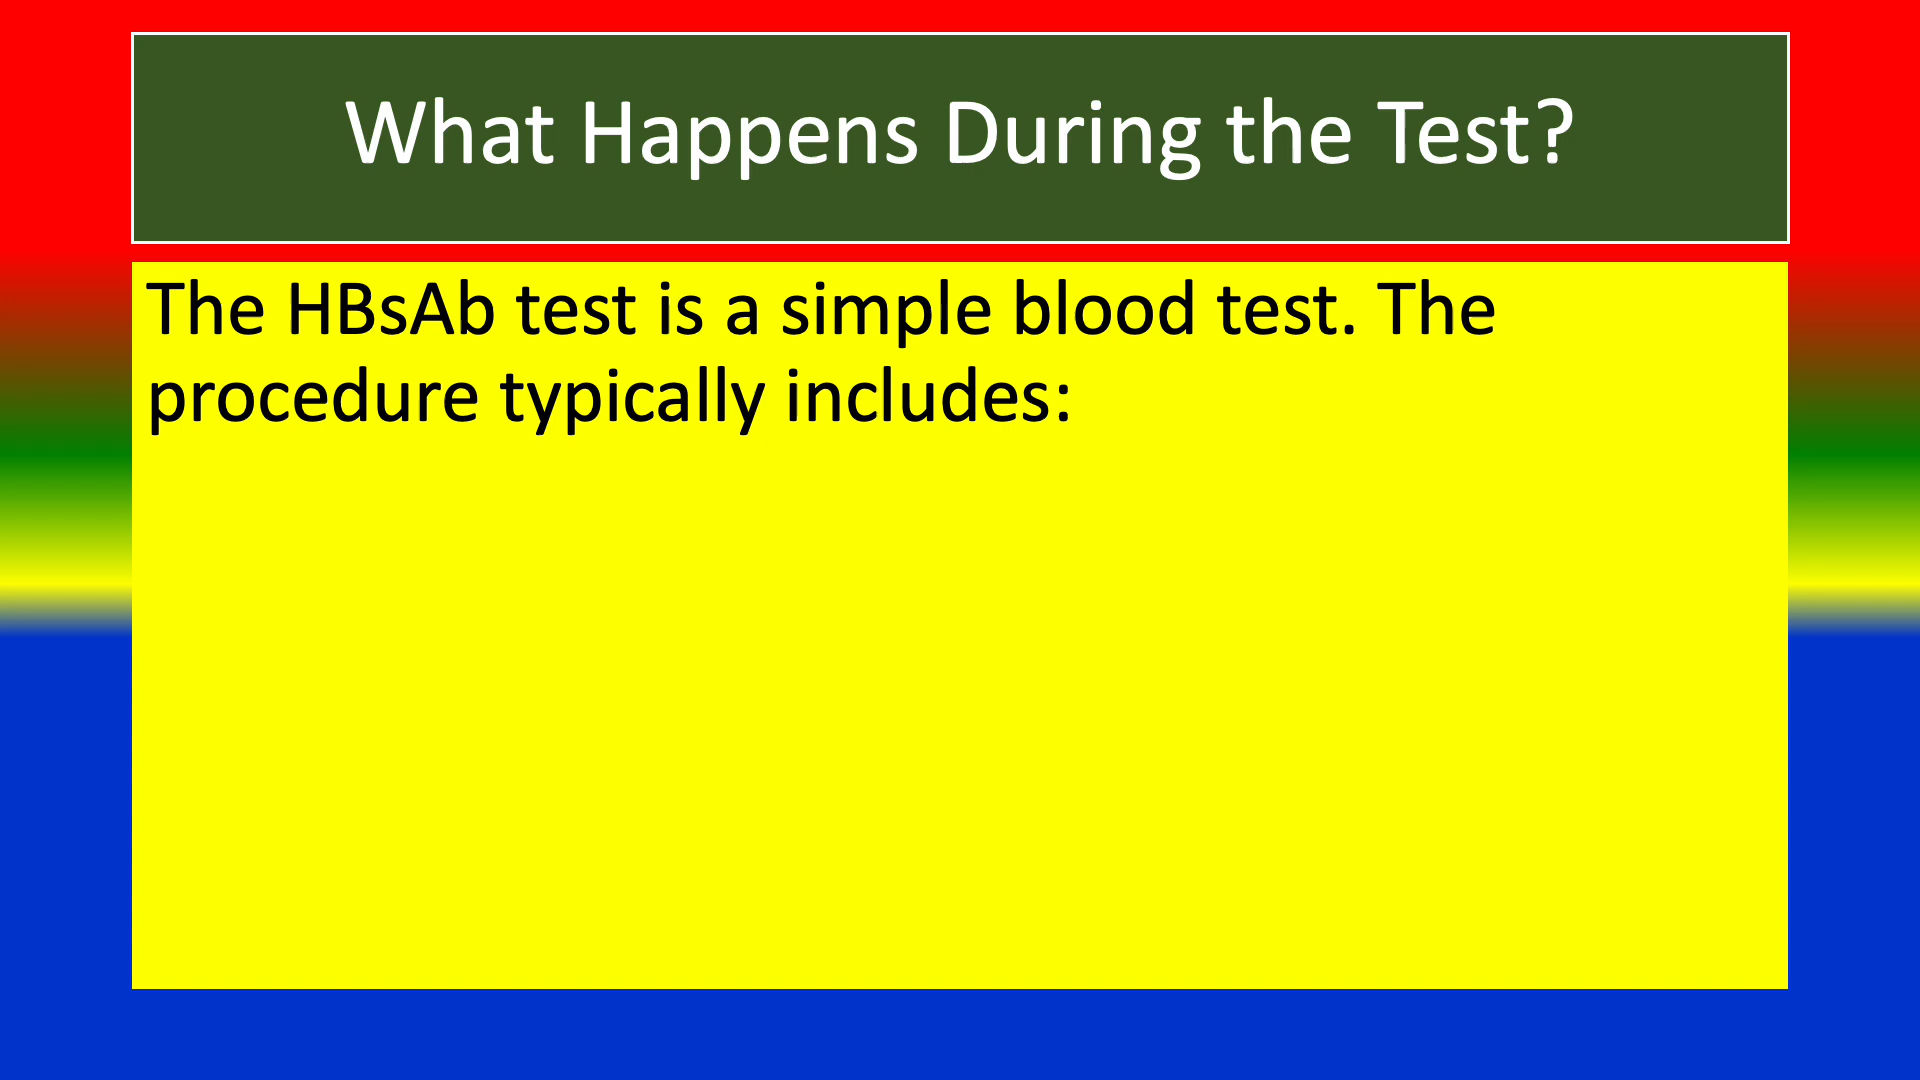 What Happens During the Test?
The HBsAb test is a simple blood test. The
procedure typically includes: